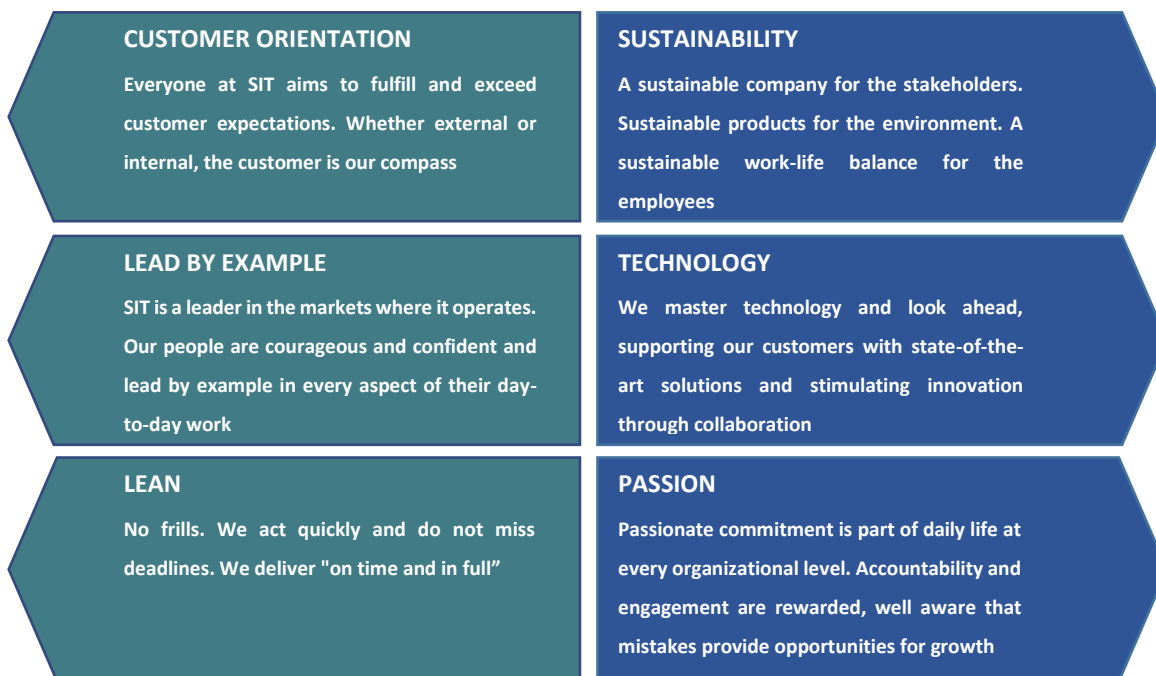 CUSTOMER ORIENTATION
Everyone at SIT aims to fulfill and exceed
customer expectations. Whether external or
internal, the customer is our compass
SUSTAINABILITY
A sustainable company for the stakeholders.
Sustainable products for the environment. A
sustainable work-life balance for the
employees
LEAD BY EXAMPLE
SIT is a leader in the markets where it operates.
Our people are courageous and confident and
lead by example in every aspect of their day-
to-day work
TECHNOLOGY
We master technology and look ahead,
supporting our customers with state-of-the-
art solutions and stimulating innovation
through collaboration
LEAN
No frills. We act quickly and do not miss
deadlines. We deliver "on time and in full”
PASSION
Passionate commitment is part of daily life at
every organizational level. Accountability and
engagement are rewarded, well aware that
mistakes provide opportunities for growth